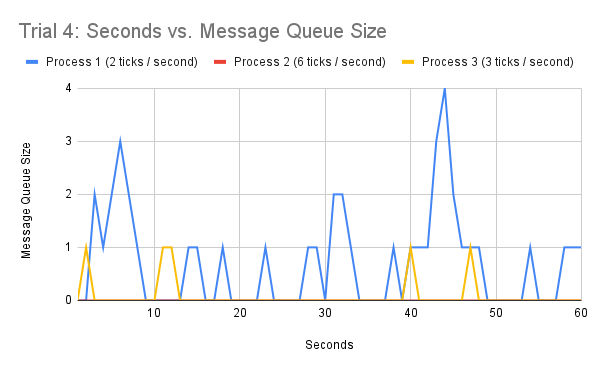 Trial 4: Seconds vs. Message Queue Size
Process 1 (2 ticks / second) Process 2 (6 ticks / second) Process 3 (3 ticks / second)
Message Queue Size
4
3
2
1
0
10 20 30 40 50 60
Seconds